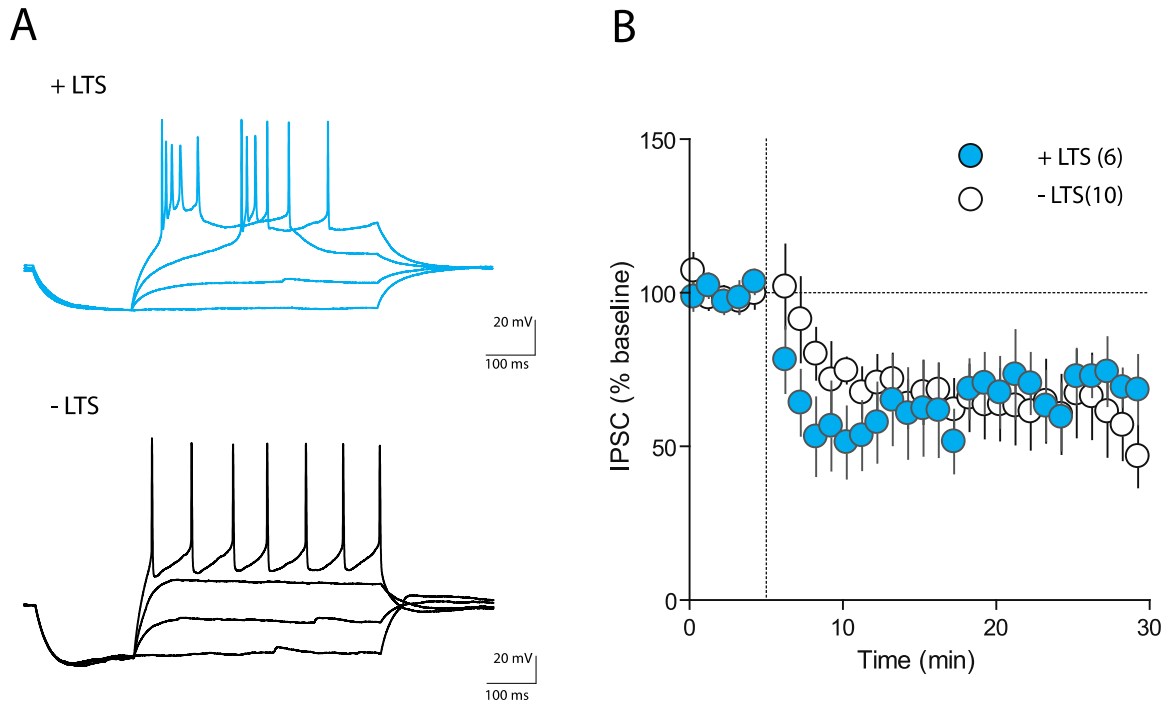 A
+ LTS
20 mV
100 ms
- LTS
20 mV
100 ms
B
150
100
50
0
IPSC (% baseline)
+ LTS (6)
- LTS(10)
0
10
20
30
Time (min)